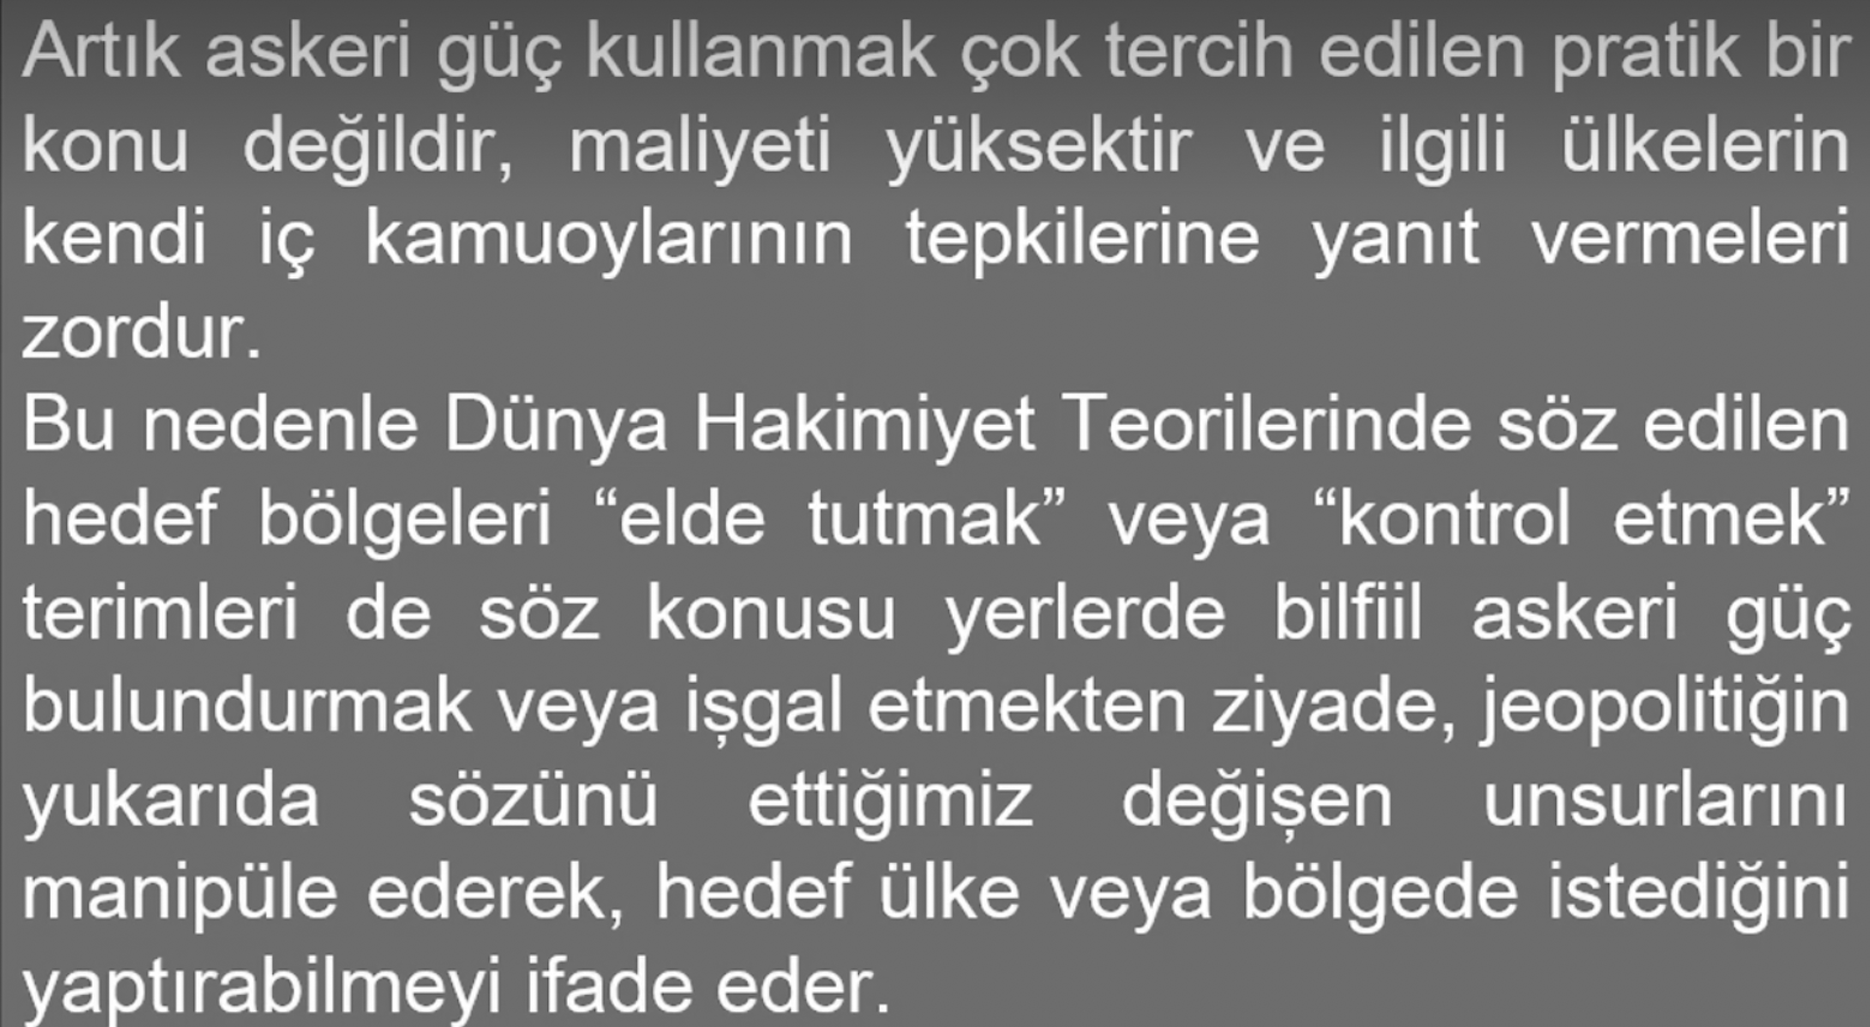 Artık askeri güç kullanmak çok tercih edilen pratik bir
konu değildir, maliyeti yüksektir ve ilgili ülkelerin
kendi iç kamuoylarının tepkilerine yanıt vermeleri
zordur.
Bu nedenle Dünya Hakimiyet Teorilerinde söz edilen
hedef bölgeleri “elde tutmak” veya “kontrol etmek”
terimleri de söz konusu yerlerde bilfiil askeri güç
bulundurmak veya işgal etmekten ziyade, jeopolitiğin
yukarıda sözünü ettiğimiz değişen unsurlarını
manipüle ederek, hedef ülke veya bölgede istediğini
yaptırabilmeyi ifade eder.